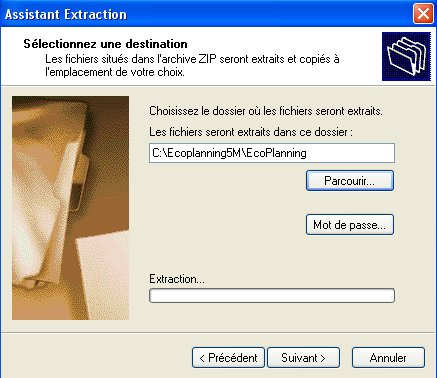 Assistant Extraction
Sélectionnez une destination
Les fichiers situés dans l'archive ZIP seront extraits et copiés à
l'emplacement de votre choix.
Choisissez le dossier où les fichiers seront extraits.
Les fichiers seront extraits dans ce dossier :
C:\Ecoplanning5M\EcoPlanning
Parcourir...
Mot de passe...
Extraction...
< Précédent
Suivant >
Annuler